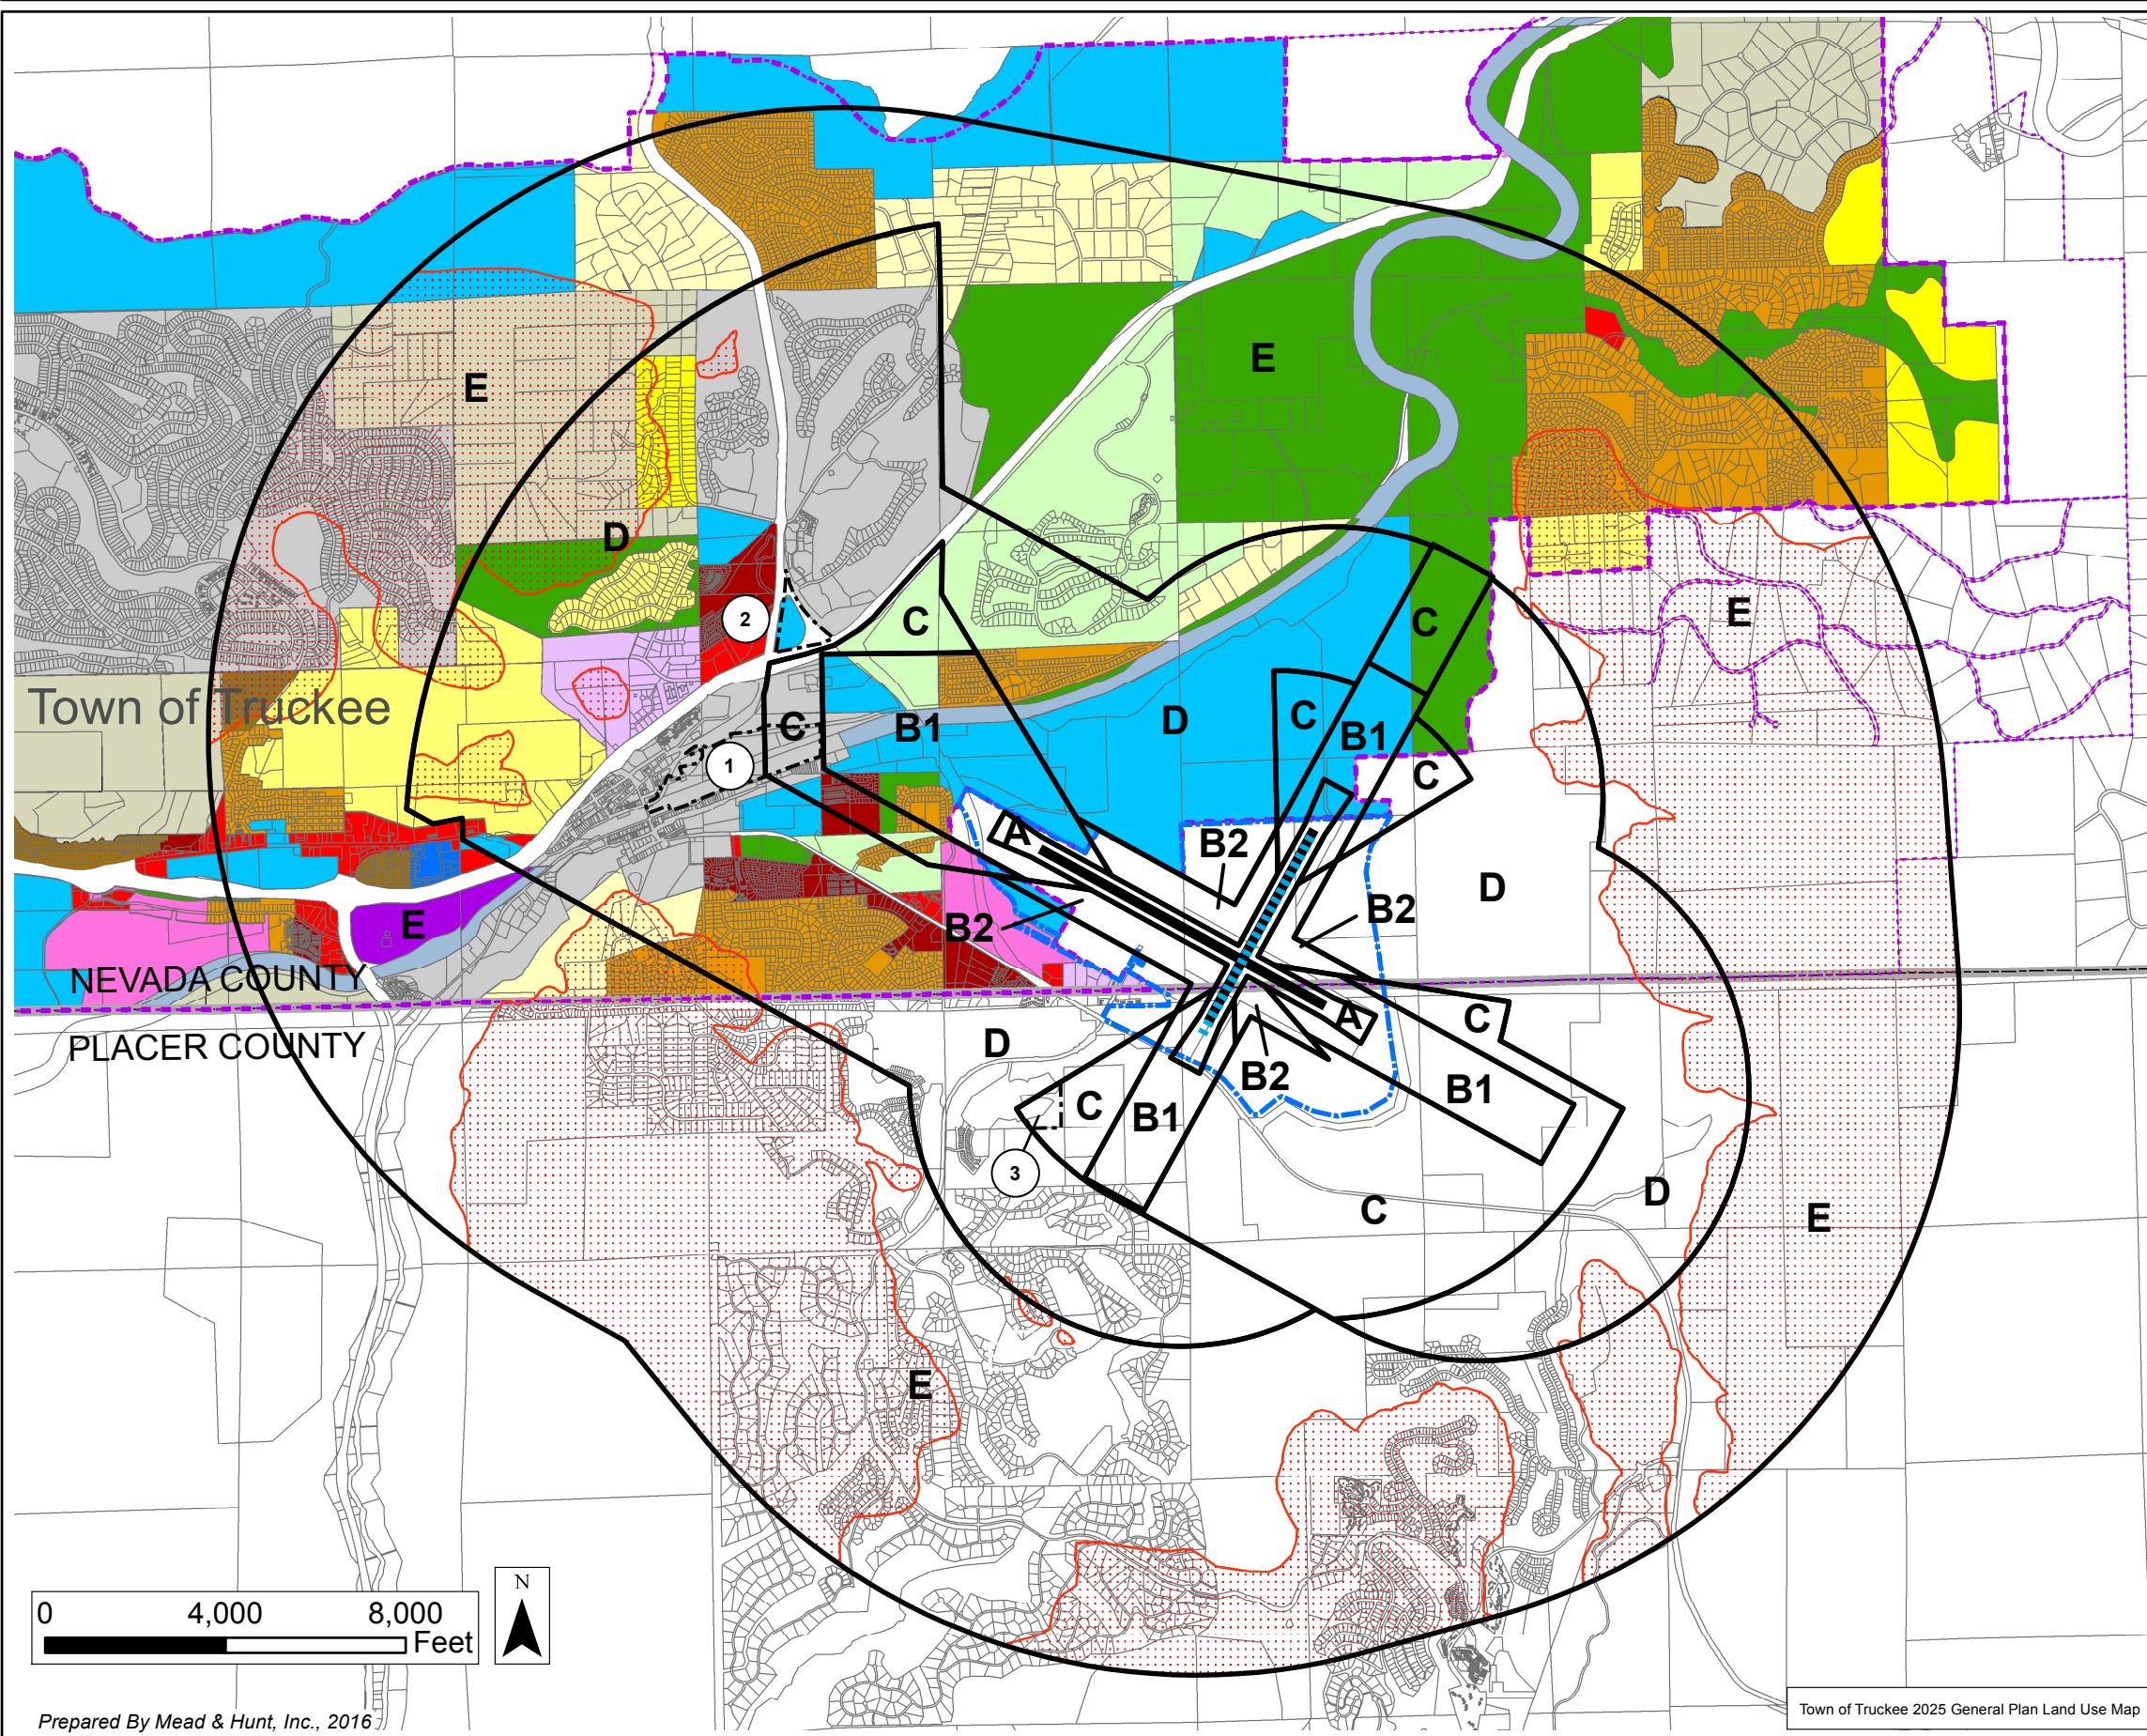 E
E
D
2
C
C
E
Town of Truckee
C
B1
D
C
B1
1
C
A
B2
D
B2
E
B2
NEVADA COUNTY
A
C
D
PLACER COUNTY
B2
B1
C
B1
3
D
C
E
E
0 4,000 8,000
Feet
N
Prepared By Mead & Hunt, Inc., 2016
Town of Truckee 2025 General Plan Land Use Map